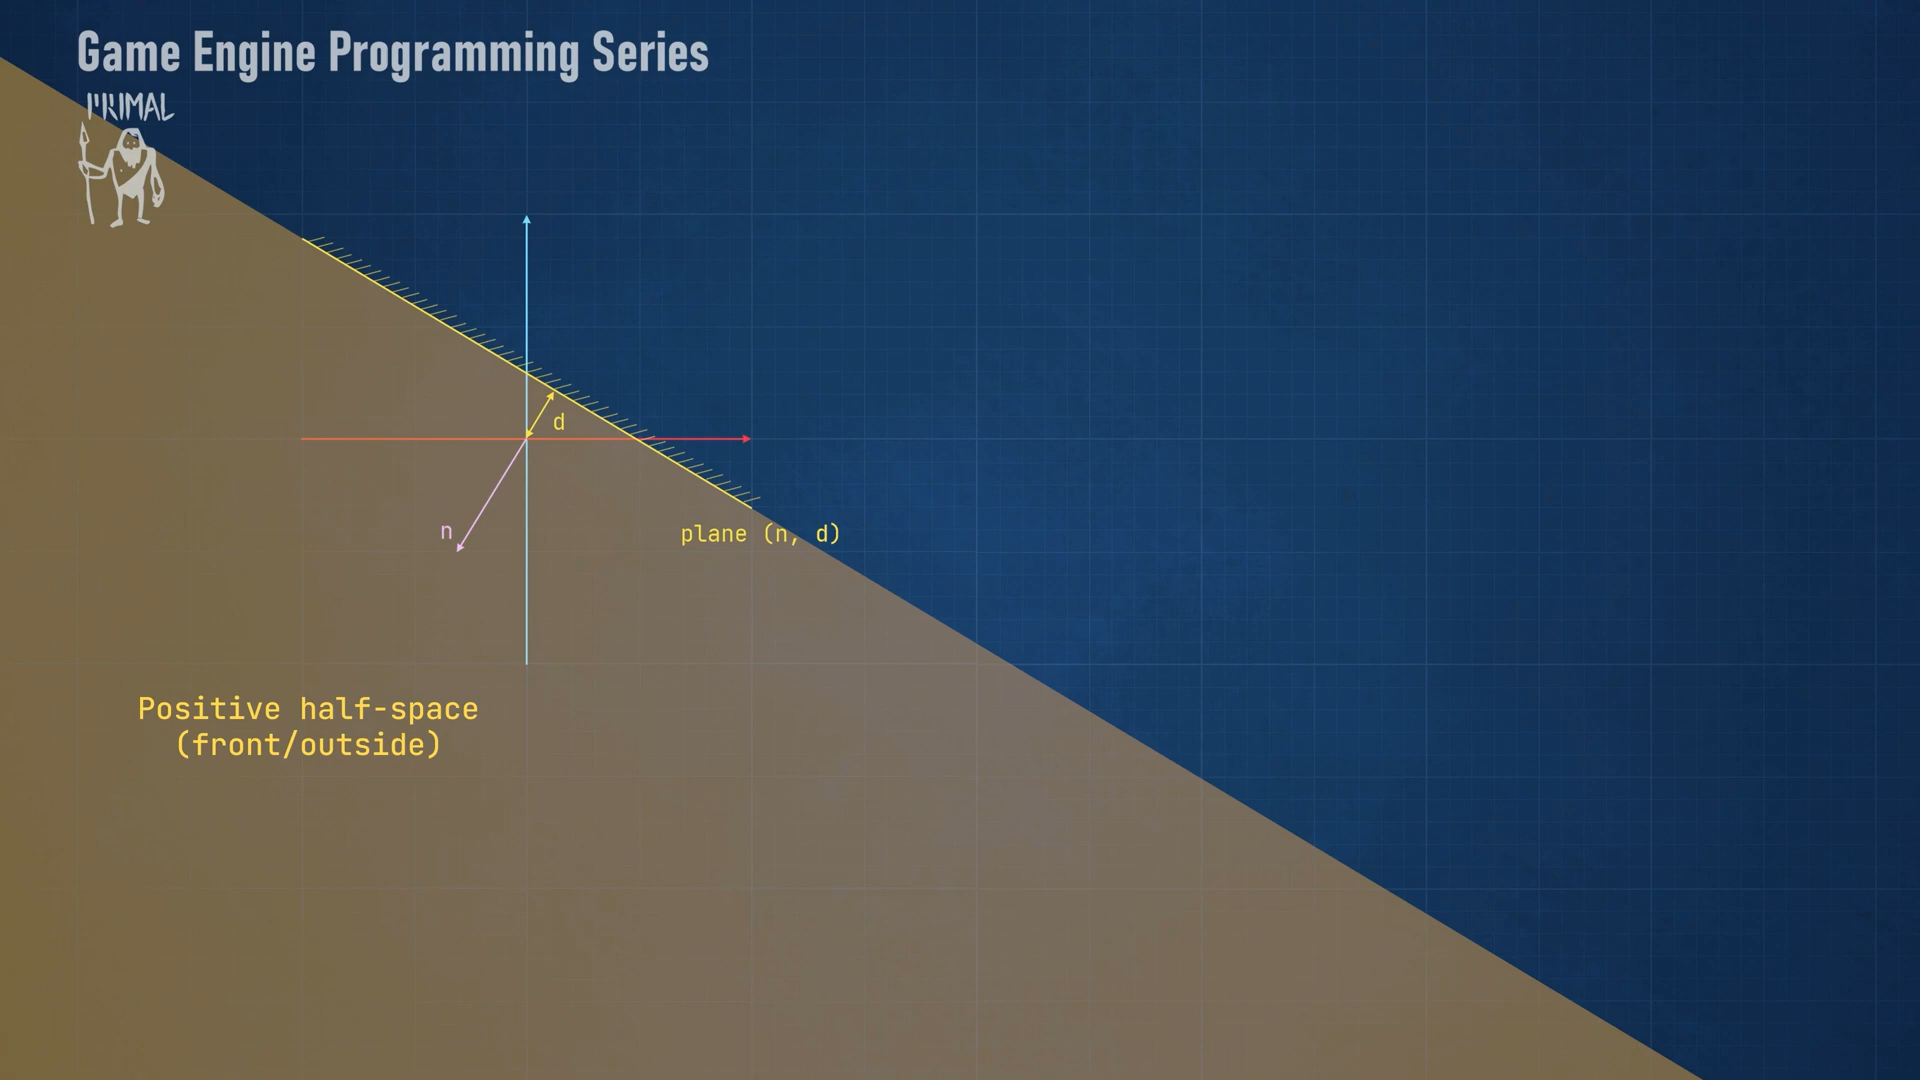 Game Engine Programming Series
PRIMAL
d
n
plane (n, d)
Positive half-space
(front/outside)